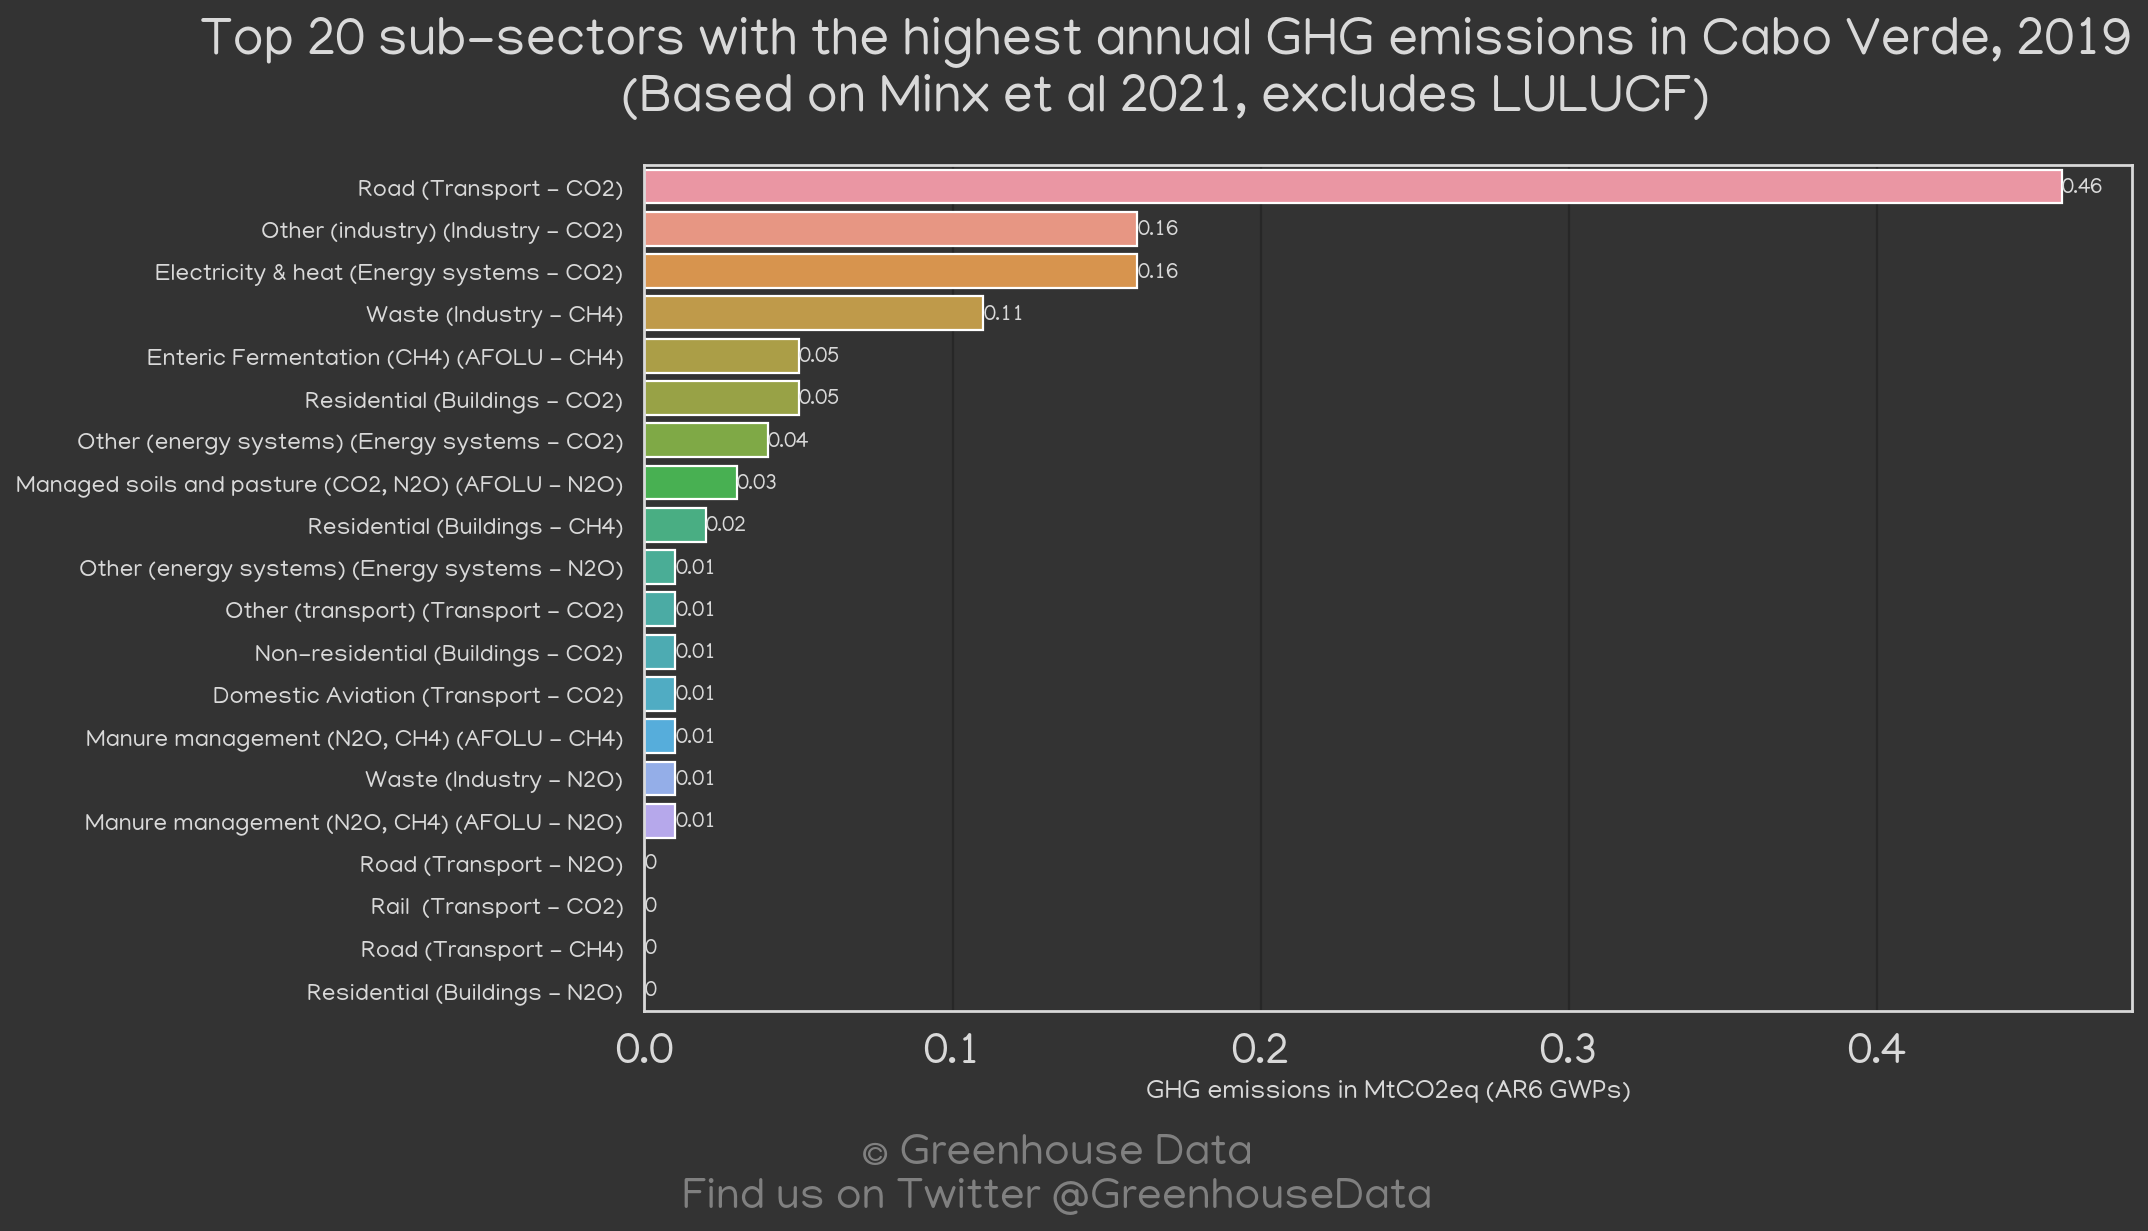 Top 20 sub-sectors with the highest annual GHG emissions in Cabo Verde, 2019
(Based on Minx et al 2021, excludes LULUCF)
Road (Transport - CO2) 0.46
Other (industry) (Industry - CO2) 0.16
Electricity & heat (Energy systems - CO2) 0.16
Waste (Industry - CH4) 0.11
Enteric Fermentation (CH4) (AFOLU - CH4) 0.05
Residential (Buildings - CO2) 0.05
Other (energy systems) (Energy systems - CO2) 0.04
Managed soils and pasture (CO2, N2O) (AFOLU - N2O) 0.03
Residential (Buildings - CH4) 0.02
Other (energy systems) (Energy systems - N2O) 0.01
Other (transport) (Transport - CO2) 0.01
Non-residential (Buildings - CO2) 0.01
Domestic Aviation (Transport - CO2) 0.01
Manure management (N2O, CH4) (AFOLU - CH4) 0.01
Waste (Industry - N2O) 0.01
Manure management (N2O, CH4) (AFOLU - N2O) 0.01
Road (Transport - N2O) 0
Rail  (Transport - CO2) 0
Road (Transport - CH4) 0
Residential (Buildings - N2O) 0
0.0 0.1 0.2 0.3 0.4
GHG emissions in MtCO2eq (AR6 GWPs)
© Greenhouse Data
Find us on Twitter @GreenhouseData